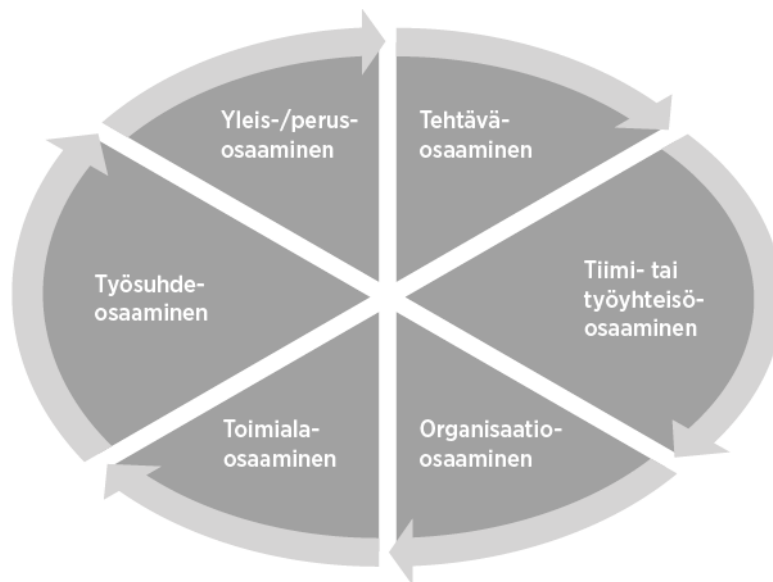 Yleis-/perus-
osaaminen
Tehtävä-
osaaminen
Tiimi- tai
työyhteisö-
osaaminen
Organisaatio-
osaaminen
Toimiala-
osaaminen
Työsuhde-
osaaminen